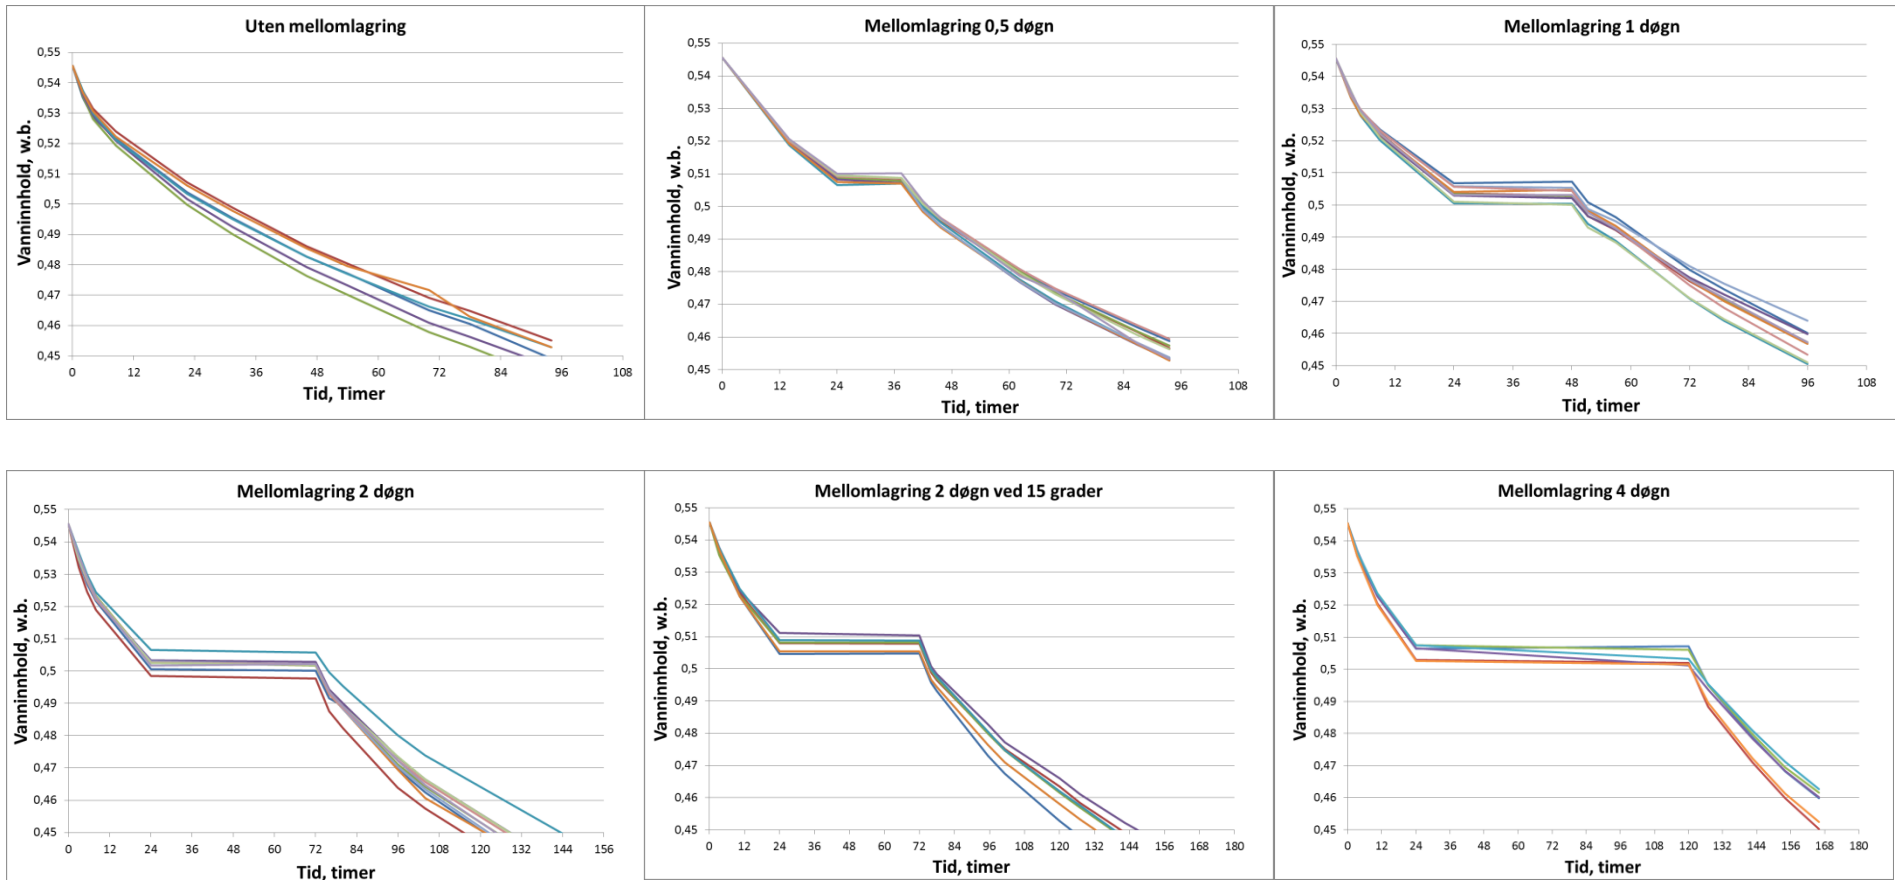 Uten mellomlagring
0,55
0,54
0,53
0,52
0,51
0,5
0,49
0,48
0,47
0,46
0,45
Vanninnhold, w.b.
0 12 24 36 48 60 72 84 96 108
Tid, Timer
Mellomlagring 0,5 døgn
0,55
0,54
0,53
0,52
0,51
0,50
0,49
0,48
0,47
0,46
0,45
Vanninnhold, w.b.
0 12 24 36 48 60 72 84 96 108
Tid, timer
Mellomlagring 1 døgn
0,55
0,54
0,53
0,52
0,51
0,5
0,49
0,48
0,47
0,46
0,45
Vanninnhold, w.b.
0 12 24 36 48 60 72 84 96 108
Tid, timer
Mellomlagring 2 døgn
0,55
0,54
0,53
0,52
0,51
0,5
0,49
0,48
0,47
0,46
0,45
Vanninnhold, w.b.
0 12 24 36 48 60 72 84 96 108 120 132 144 156
Tid, timer
Mellomlagring 2 døgn ved 15 grader
0,55
0,54
0,53
0,52
0,51
0,5
0,49
0,48
0,47
0,46
0,45
Vanninnhold, w.b.
0 12 24 36 48 60 72 84 96 108 120 132 144 156 168 180
Tid, timer
Mellomlagring 4 døgn
0,55
0,54
0,53
0,52
0,51
0,5
0,49
0,48
0,47
0,46
0,45
Vanninnhold, w.b.
0 12 24 36 48 60 72 84 96 108 120 132 144 156 168 180
Tid, timer